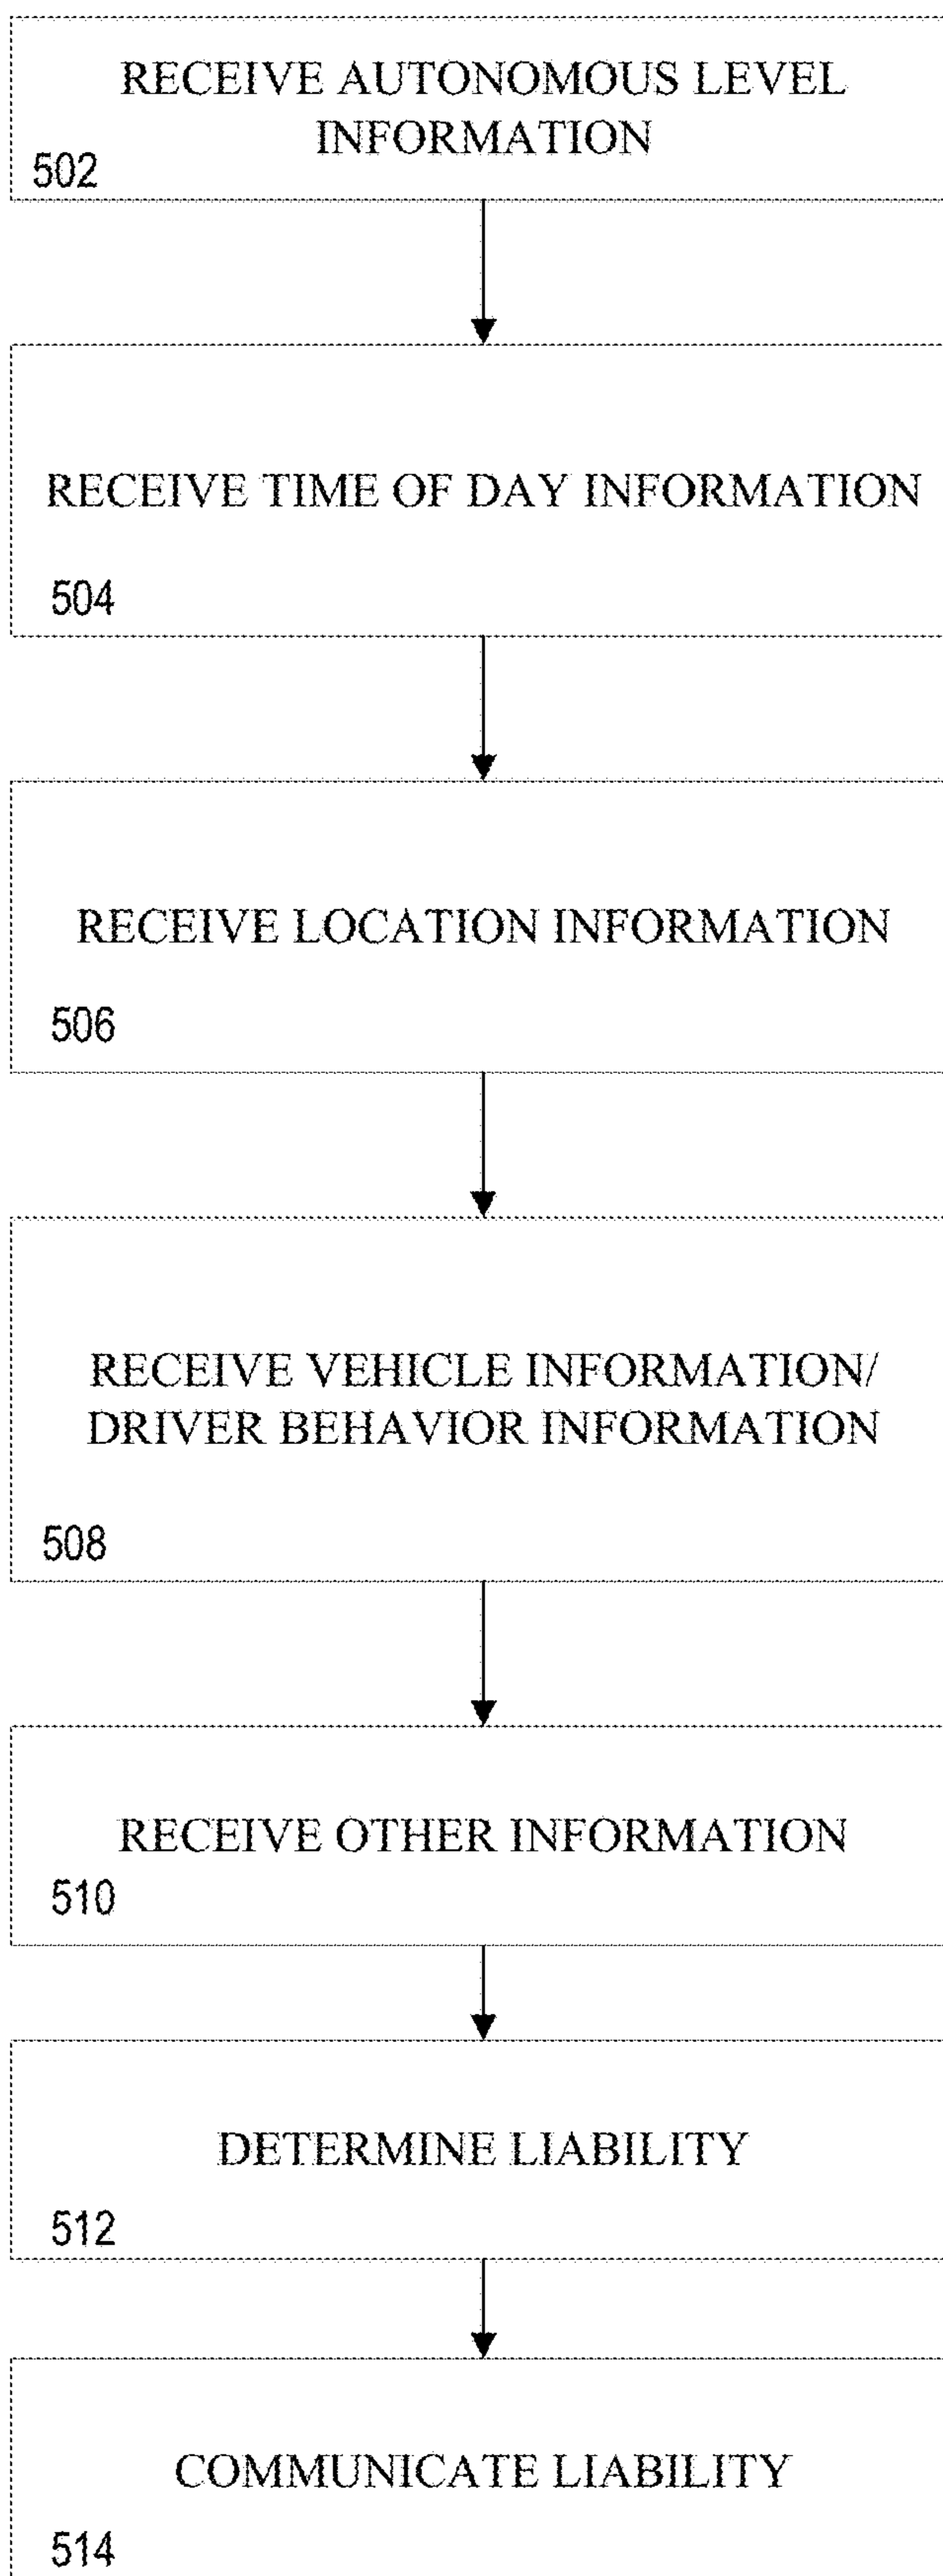 RECEIVE AUTONOMOUS LEVEL
INFORMATION
502
RECEIVE TIME OF DAY INFORMATION
504
RECEIVE LOCATION INFORMATION
506
RECEIVE VEHICLE INFORMATION/
DRIVER BEHAVIOR INFORMATION
508
RECEIVE OTHER INFORMATION
510
DETERMINE LIABILITY
512
COMMUNICATE LIABILITY
514